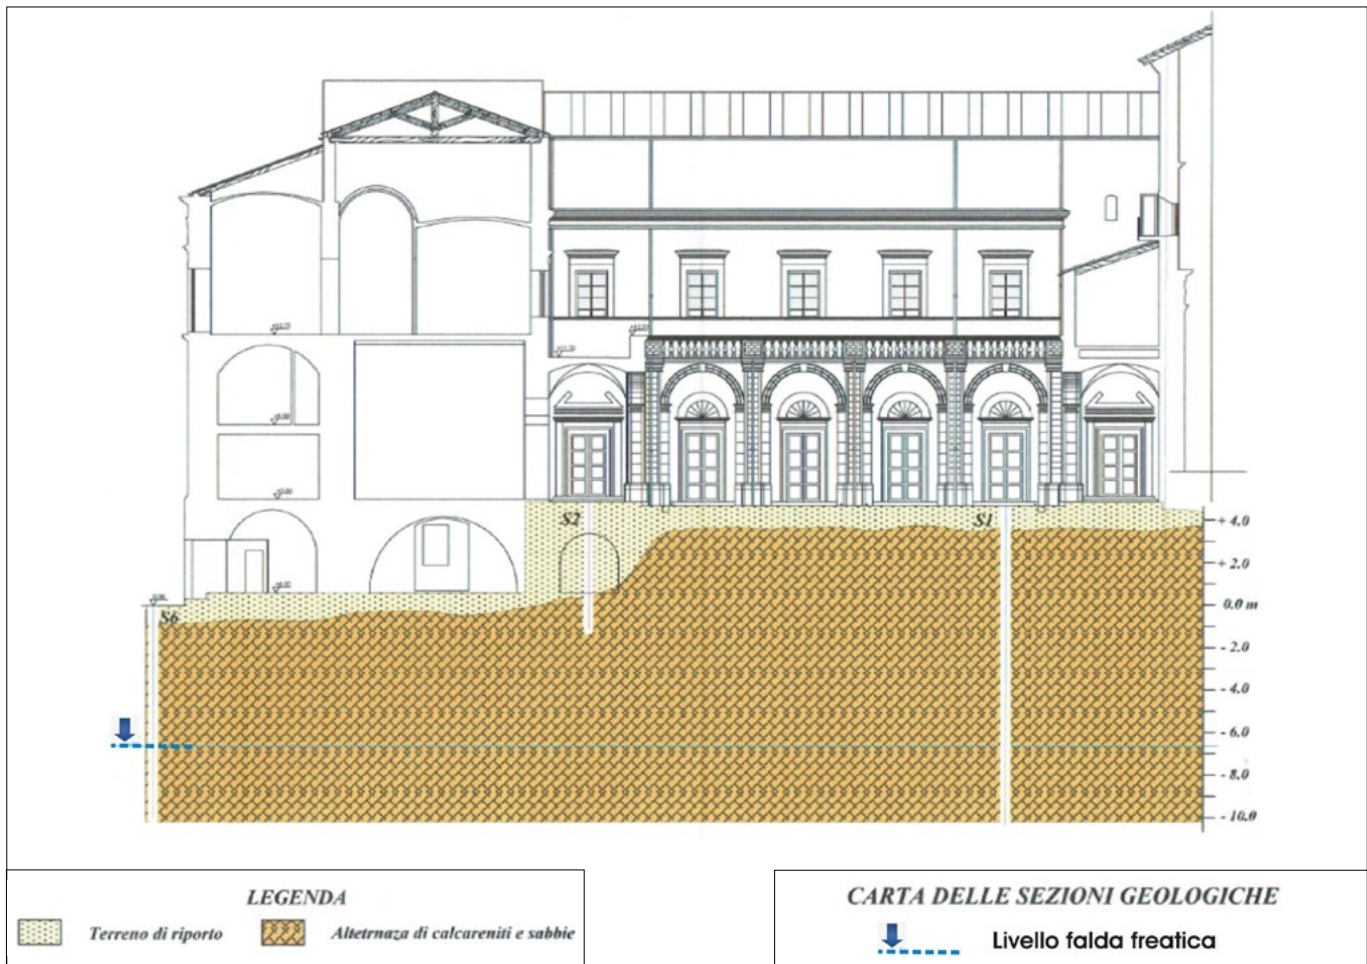 S2
S1
+ 4.0
+ 2.0
0.0 m
S6
- 2.0
- 4.0
- 6.0
- 8.0
- 10.0
LEGENDA
Terreno di riporto
Altetrnaza di calcareniti e sabbie
CARTA DELLE SEZIONI GEOLOGICHE
Livello falda freatica